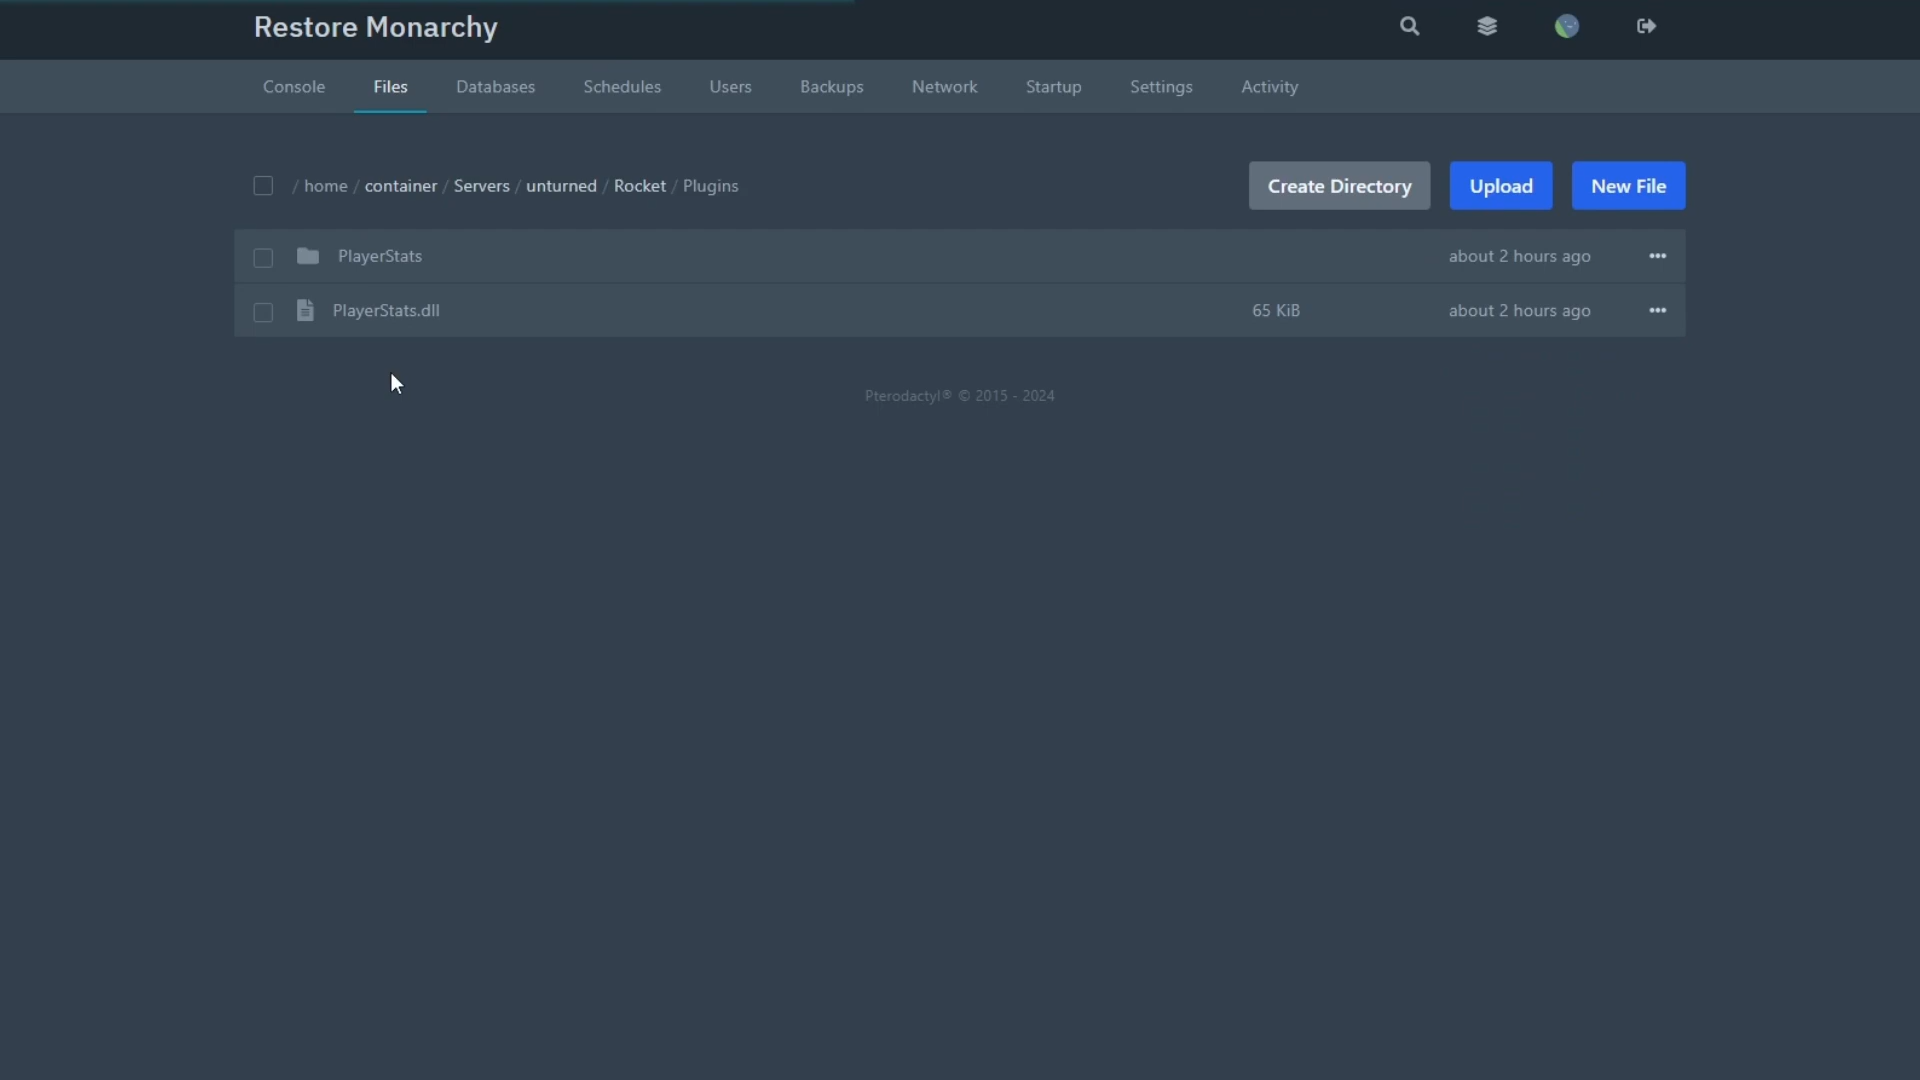 Restore Monarchy
Console Files Databases Schedules Users Backups Network Startup Settings Activity
/ home / container / Servers / unturned / Rocket / Plugins Create Directory Upload New File
PlayerStats about 2 hours ago
PlayerStats.dll 65 KiB about 2 hours ago
Pterodactyl® © 2015 - 2024